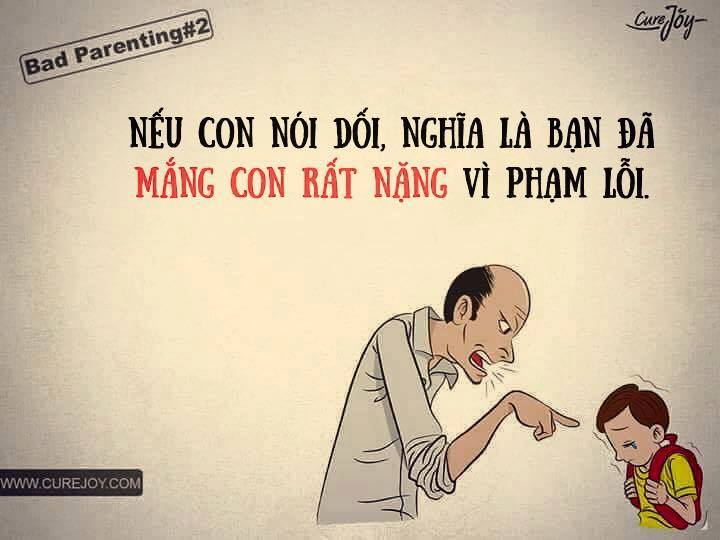 Bad Parenting#2
CureJoy
NẾU CON NÓI DỐI, NGHĨA LÀ BẠN ĐÃ
MẮNG CON RẤT NẶNG VÌ PHẠM LỖI.
WWW.CUREJOY.COM